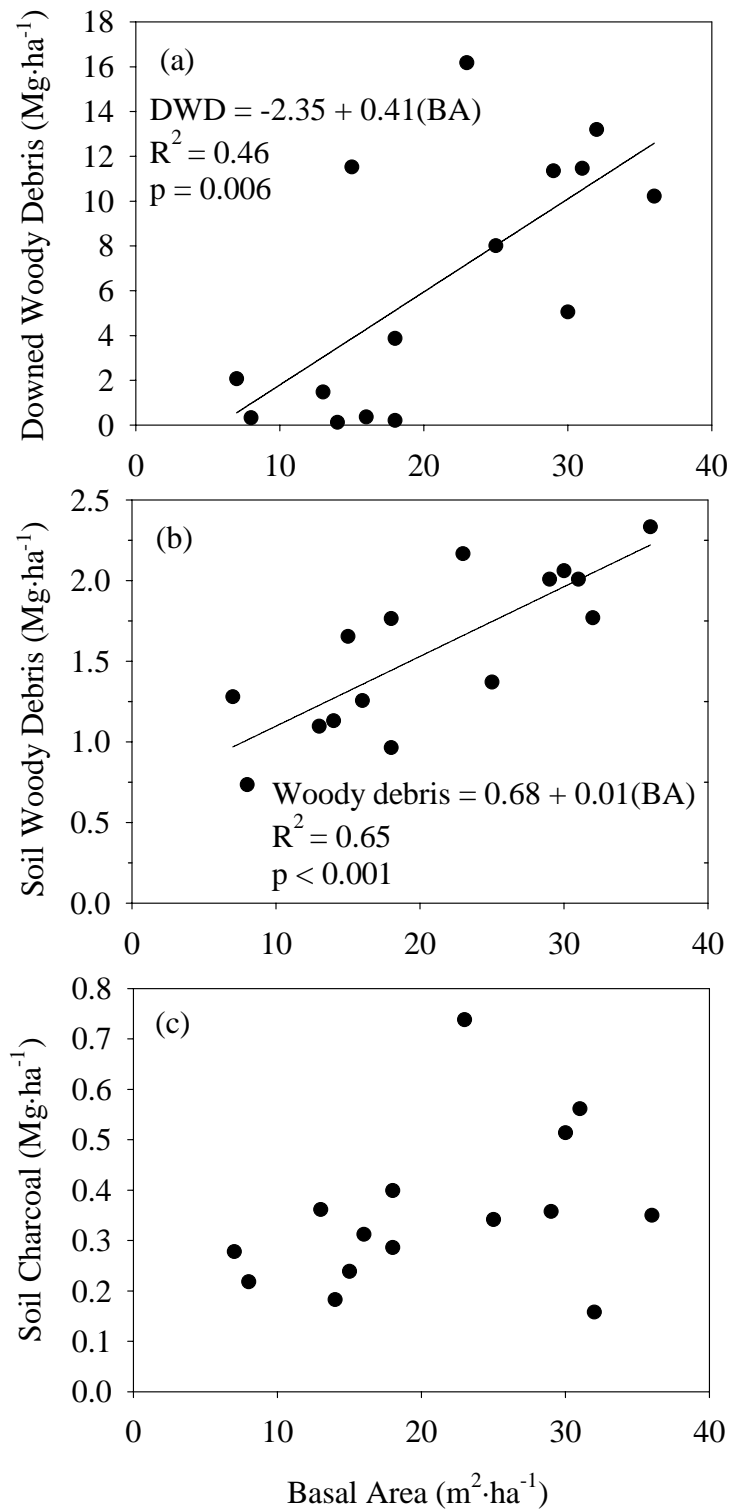 Downed Woody Debris (Mg·ha⁻¹)
18
16
14
12
10
8
6
4
2
0
(a)
DWD = -2.35 + 0.41(BA)
R² = 0.46
p = 0.006
0 10 20 30 40
Soil Woody Debris (Mg·ha⁻¹)
2.5
2.0
1.5
1.0
0.5
0.0
(b)
Woody debris = 0.68 + 0.01(BA)
R² = 0.65
p < 0.001
0 10 20 30 40
Soil Charcoal (Mg·ha⁻¹)
0.8
0.7
0.6
0.5
0.4
0.3
0.2
0.1
0.0
(c)
0 10 20 30 40
Basal Area (m²·ha⁻¹)